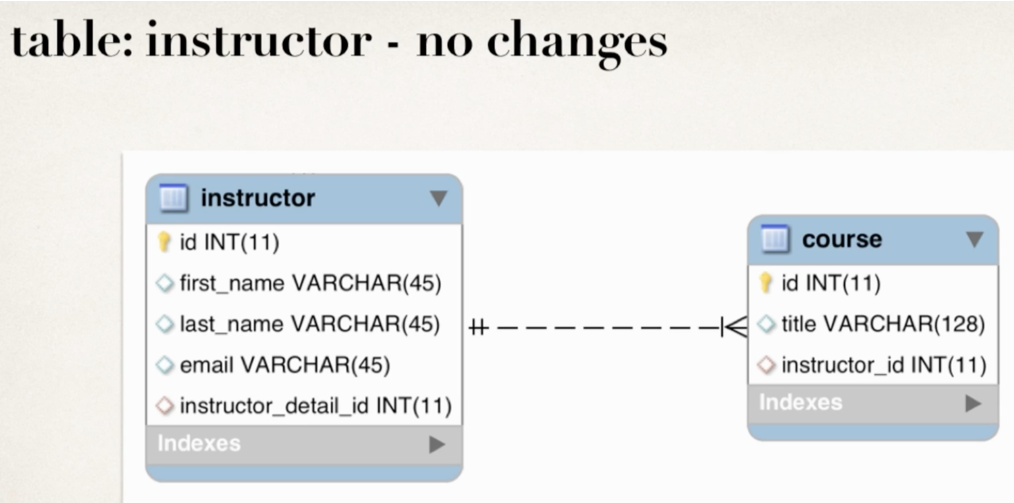 table: instructor - no changes
instructor
id INT(11)
first_name VARCHAR(45)
last_name VARCHAR(45)
email VARCHAR(45)
instructor_detail_id INT(11)
Indexes
course
id INT(11)
title VARCHAR(128)
instructor_id INT(11)
Indexes